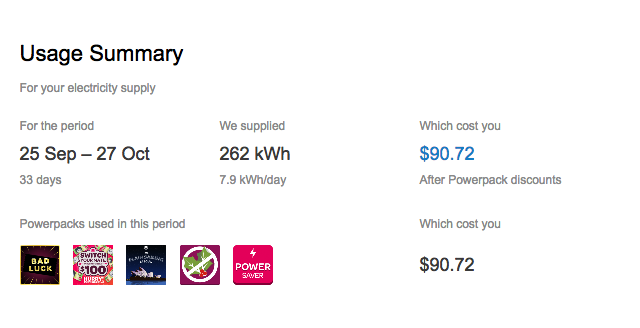 Usage Summary
For your electricity supply
For the period
We supplied
Which cost you
25 Sep – 27 Oct
262 kWh
$90.72
33 days
7.9 kWh/day
After Powerpack discounts
Powerpacks used in this period
Which cost you
BAD
LUCK
SWITCH
YOUR MATE
$100
POWER
SAVER
$90.72